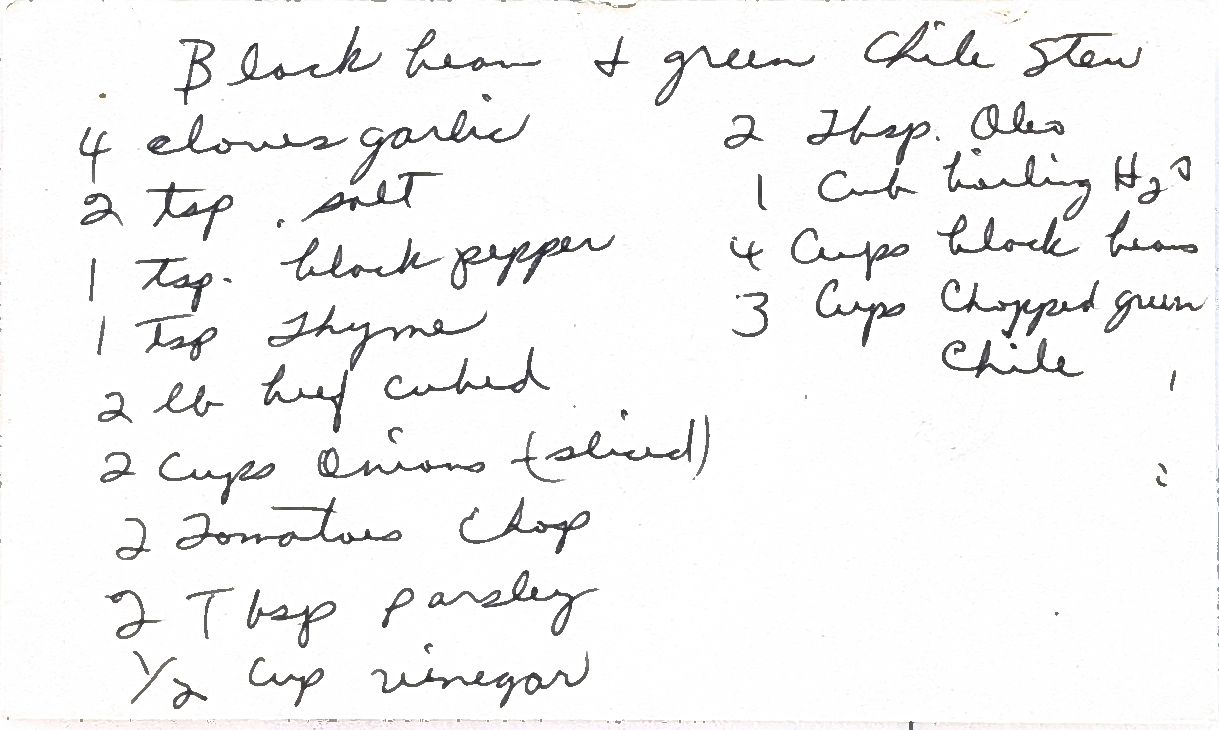 Black bean & green Chile Stew
4 cloves garlic
2 tsp. salt
1 tsp. black pepper
1 Tsp Thyme
2 lb beef cubed
2 Cups Onions (sliced)
2 Tomatoes Chop
2 Tbsp parsley
1/2 Cup vinegar
2 Tbsp. Oleo
1 Cub boiling H2O
4 Cups black beans
3 Cups Chopped green
Chile